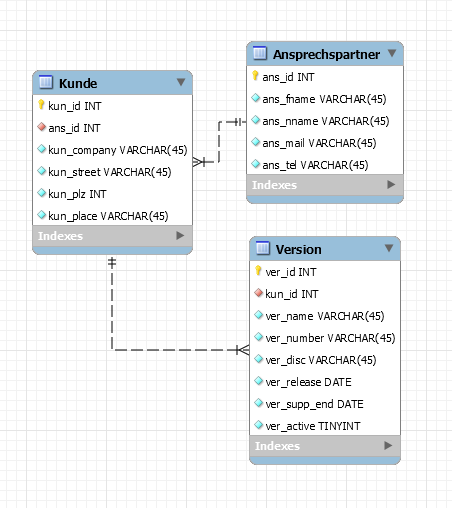 Kunde
kun_id INT
ans_id INT
kun_company VARCHAR(45)
kun_street VARCHAR(45)
kun_plz INT
kun_place VARCHAR(45)
Indexes
Ansprechspartner
ans_id INT
ans_fname VARCHAR(45)
ans_nname VARCHAR(45)
ans_mail VARCHAR(45)
ans_tel VARCHAR(45)
Indexes
Version
ver_id INT
kun_id INT
ver_name VARCHAR(45)
ver_number VARCHAR(45)
ver_disc VARCHAR(45)
ver_release DATE
ver_supp_end DATE
ver_active TINYINT
Indexes